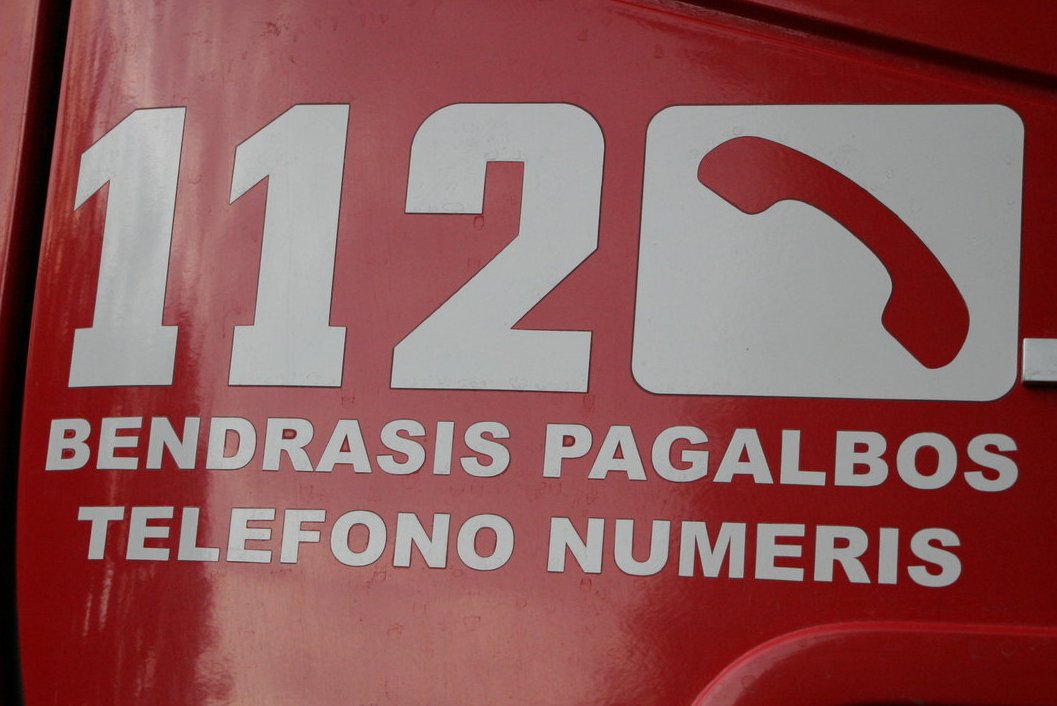 112
BENDRASIS PAGALBOS
TELEFONO NUMERIS